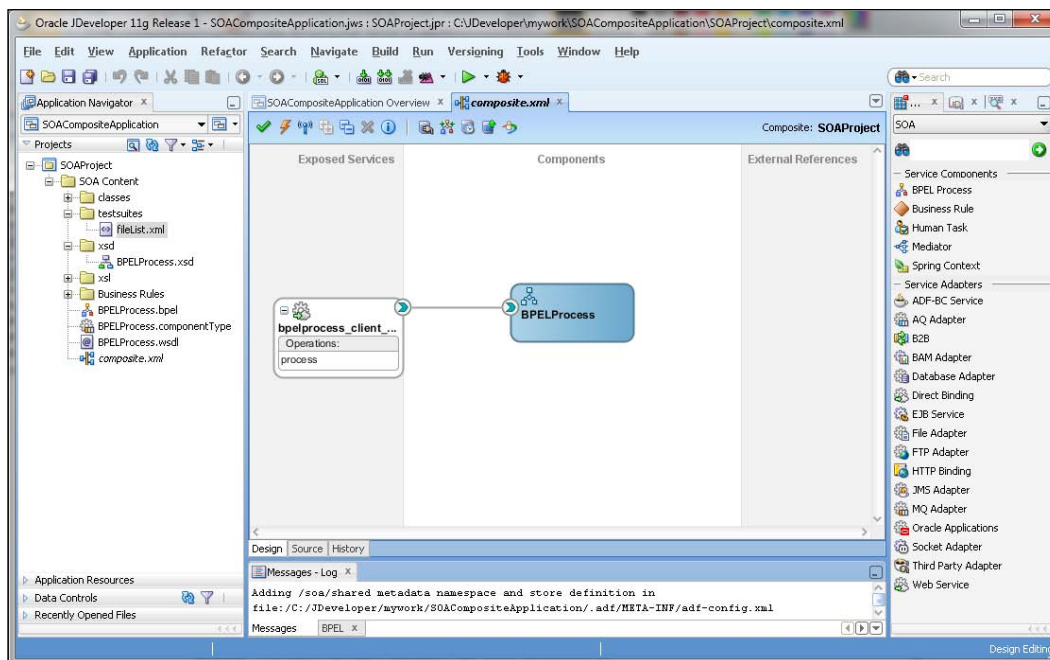 Oracle JDeveloper 11g Release 1 - SOACompositeApplication.jws : SOAProject.jpr : C:\JDeveloper\mywork\SOACompositeApplication\SOAProject\composite.xml
File Edit View Application Refactor Search Navigate Build Run Versioning Tools Window Help
Search
Application Navigator
SOACompositeApplication
Projects
SOAProject
SOA Content
classes
testsuites
fileList.xml
xsd
BPELProcess.xsd
xsl
Business Rules
BPELProcess.bpel
BPELProcess.componentType
BPELProcess.wsdl
composite.xml
Application Resources
Data Controls
Recently Opened Files
SOACompositeApplication Overview composite.xml
Composite: SOAProject
Exposed Services Components External References
bpelprocess_client_...
Operations:
process
BPELProcess
Design Source History
Messages - Log
Adding /soa/shared metadata namespace and store definition in
file:/C:/JDeveloper/mywork/SOACompositeApplication/.adf/META-INF/adf-config.xml
Messages BPEL
SOA
Service Components
BPEL Process
Business Rule
Human Task
Mediator
Spring Context
Service Adapters
ADF-BC Service
AQ Adapter
B2B
BAM Adapter
Database Adapter
Direct Binding
EJB Service
File Adapter
FTP Adapter
HTTP Binding
JMS Adapter
MQ Adapter
Oracle Applications
Socket Adapter
Third Party Adapter
Web Service
Design Editing